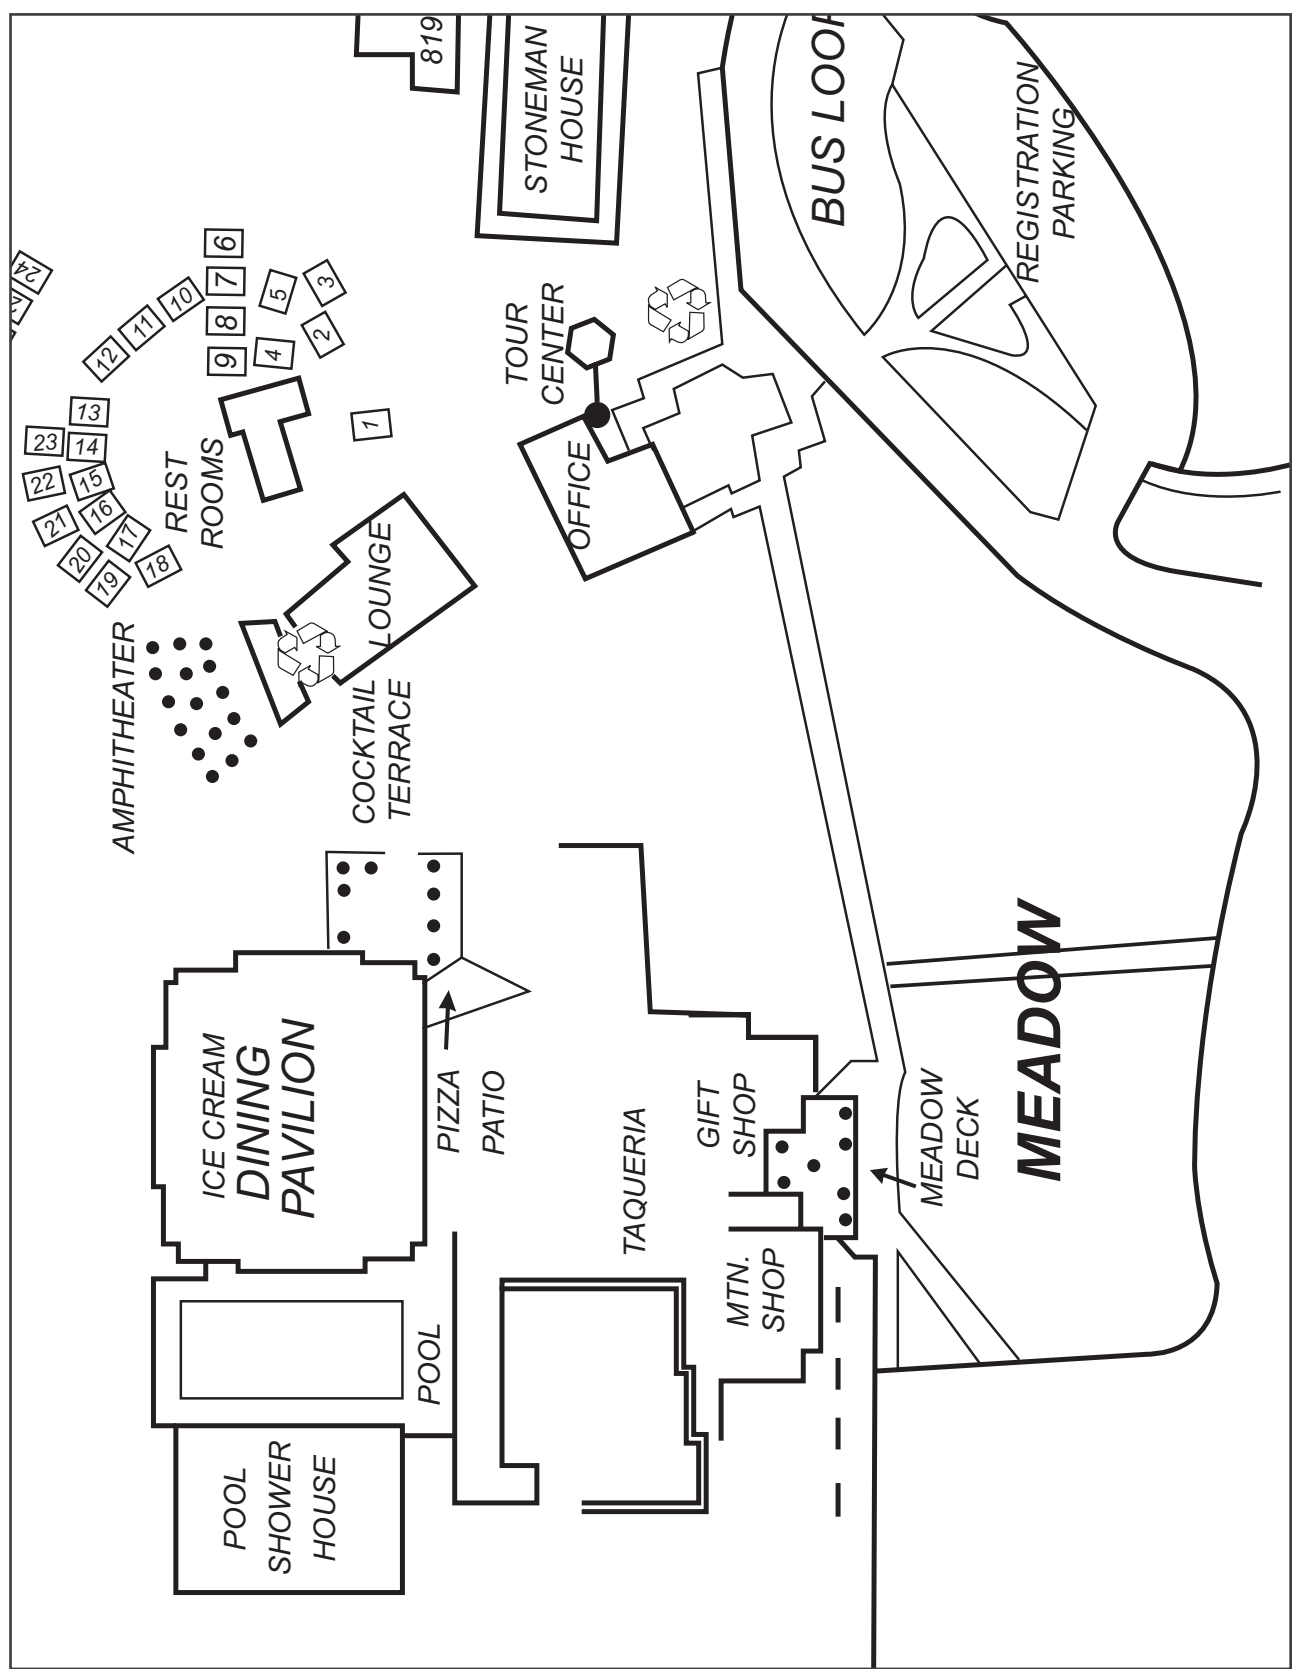 819
STONEMAN
HOUSE
BUS LOOP
REGISTRATION
PARKING
24
6
7
8
9
10
11
12
5
3
4
2
1
13
14
23
22
15
21
16
17
20
19
18
REST
ROOMS
TOUR
CENTER
OFFICE
LOUNGE
AMPHITHEATER
COCKTAIL
TERRACE
ICE CREAM
DINING
PAVILION
PIZZA
PATIO
TAQUERIA
GIFT
SHOP
MEADOW
DECK
MEADOW
MTN.
SHOP
POOL
POOL
SHOWER
HOUSE